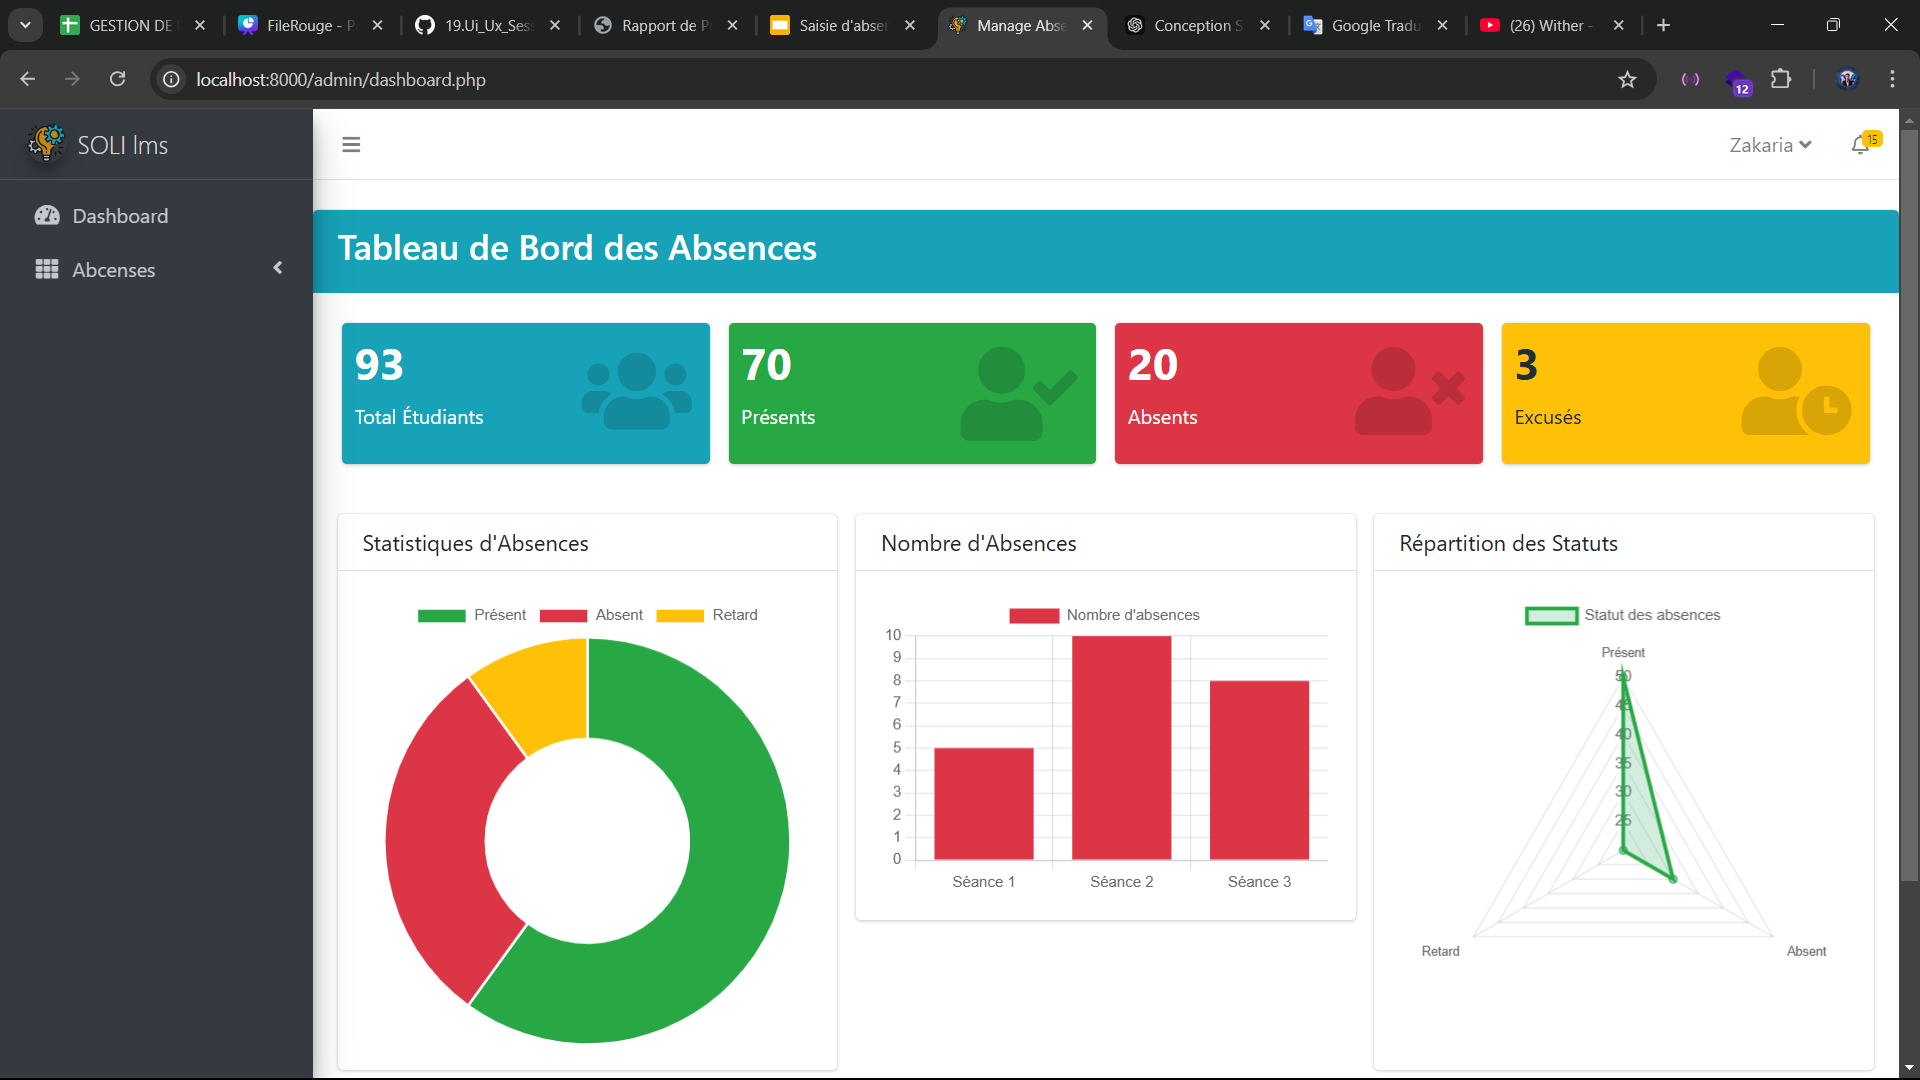 GESTION DE
FileRouge - P
19.Ui_Ux_Ses
Rapport de P
Saisie d'abser
Manage Abse
Conception S
Google Tradu
(26) Wither -
localhost:8000/admin/dashboard.php
12
SOLI lms
Zakaria
15
Dashboard
Abcenses
Tableau de Bord des Absences
93
Total Étudiants
70
Présents
20
Absents
3
Excusés
Statistiques d'Absences
Présent Absent Retard
Nombre d'Absences
Nombre d'absences
10
9
8
7
6
5
4
3
2
1
0
Séance 1 Séance 2 Séance 3
Répartition des Statuts
Statut des absences
Présent
50
45
40
35
30
25
Retard
Absent